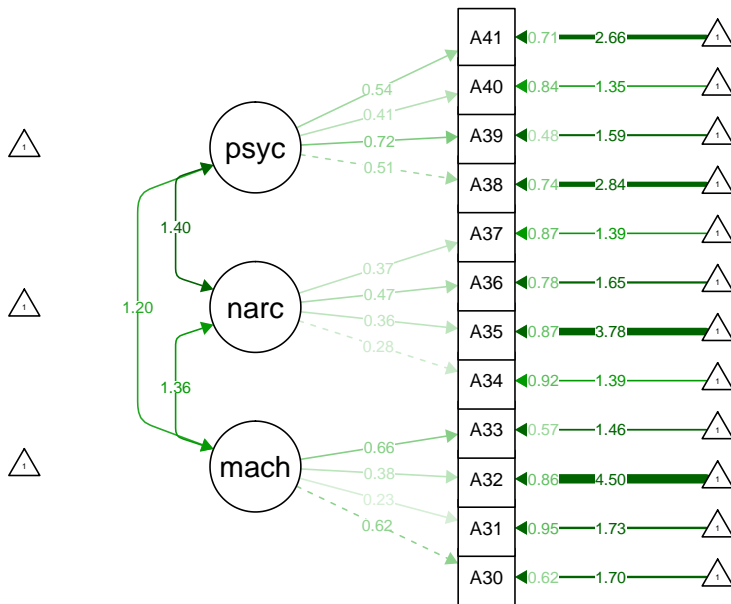 A41 0.71 2.66 1
0.54
A40 0.84 1.35 1
0.41
1 psyc 0.72 A39 0.48 1.59 1
0.51
A38 0.74 2.84 1
1.40
A37 0.87 1.39 1
0.37
A36 0.78 1.65 1
0.47
1 1.20 narc 0.36 A35 0.87 3.78 1
0.28
A34 0.92 1.39 1
1.36
A33 0.57 1.46 1
0.66
1 mach 0.38 A32 0.86 4.50 1
0.23
A31 0.95 1.73 1
0.62
A30 0.62 1.70 1